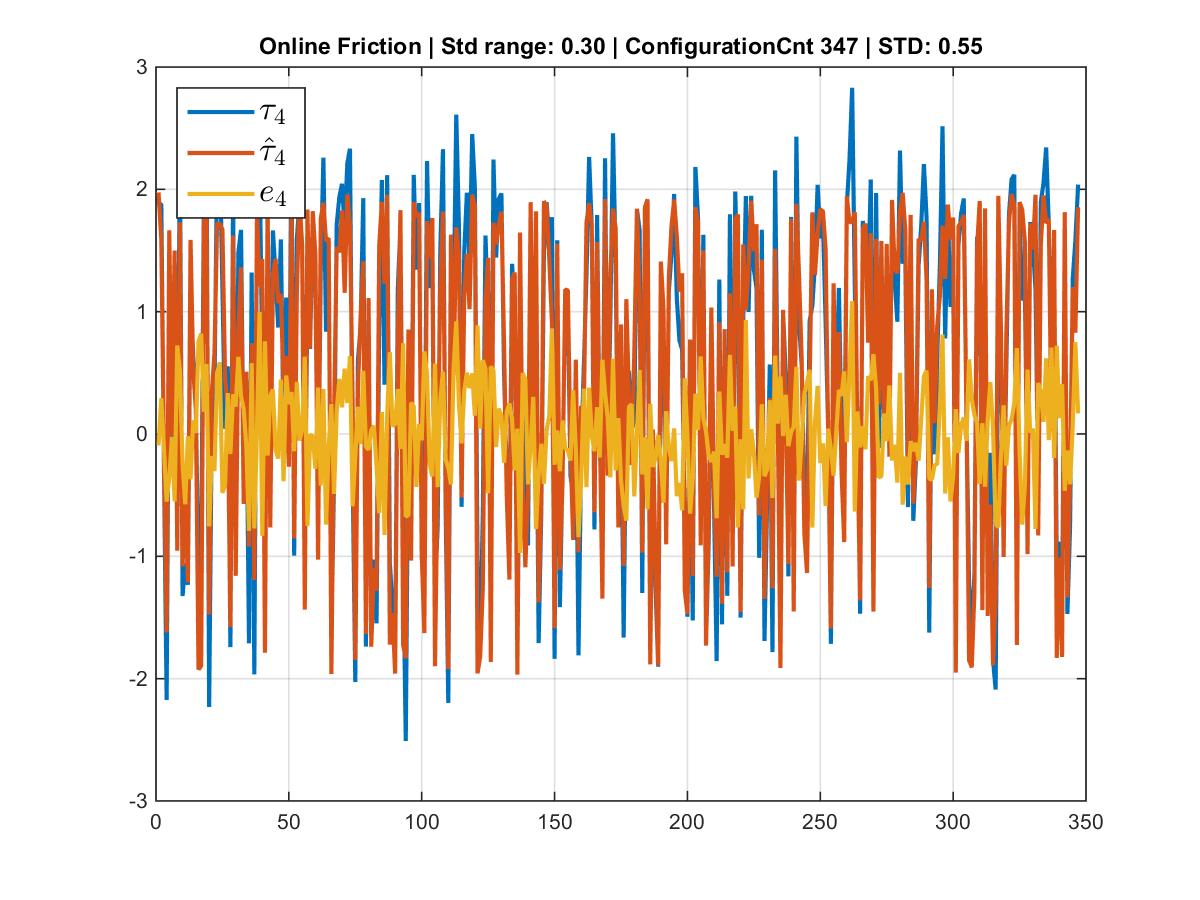 Online Friction | Std range: 0.30 | ConfigurationCnt 347 | STD: 0.55
3
τ₄
τ̂₄
e₄
2
1
0
-1
-2
-3
0 50 100 150 200 250 300 350